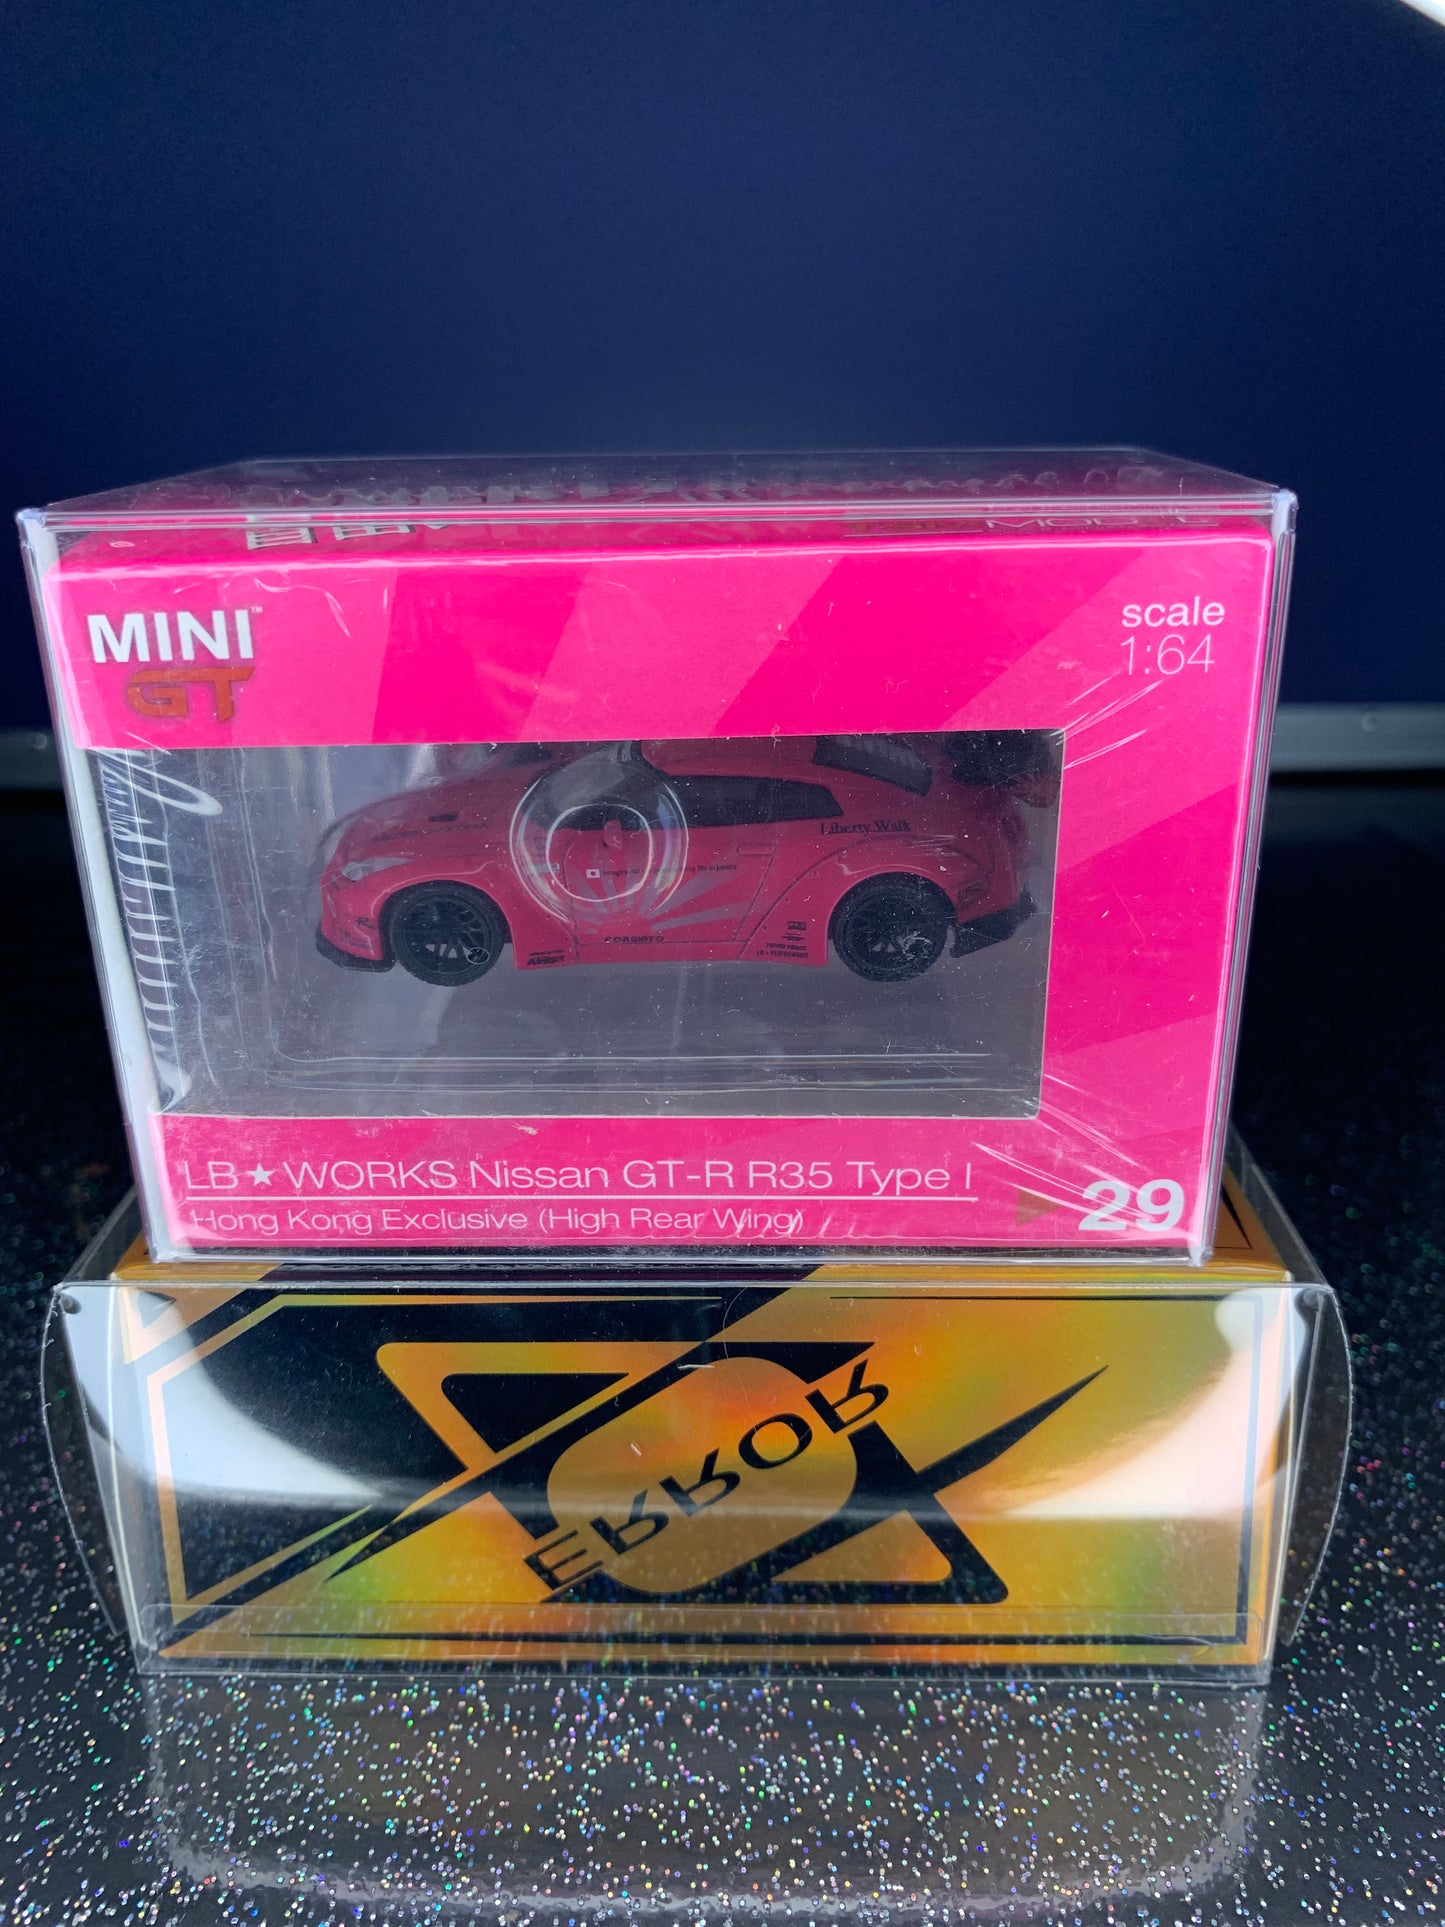 MINI™
GT
scale
1:64
Liberty Walk
LB★WORKS Nissan GT-R R35 Type I
Hong Kong Exclusive (High Rear Wing)
29
ERROR